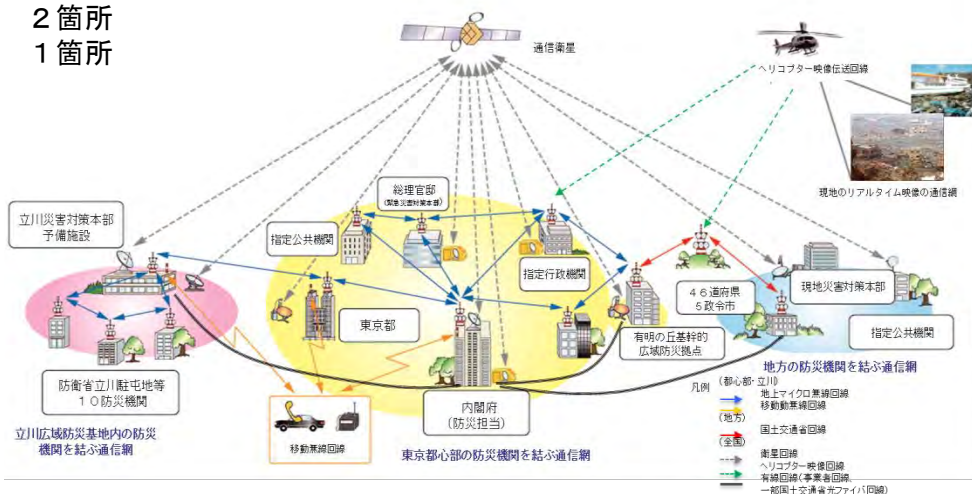 ２箇所
１箇所
通信衛星
ヘリコプター映像伝送回線
現地のリアルタイム映像の通信網
立川災害対策本部
予備施設
総理官邸
(緊急災害対策本部)
指定公共機関
指定行政機関
東京都
４６道府県
５政令市
現地災害対策本部
指定公共機関
有明の丘基幹的
広域防災拠点
防衛省立川駐屯地等
１０防災機関
内閣府
(防災担当)
移動無線回線
立川広域防災基地内の防災
機関を結ぶ通信網
東京都心部の防災機関を結ぶ通信網
地方の防災機関を結ぶ通信網
凡例
(都心部・立川)
地上マイクロ無線回線
移動動無線回線
(地方)
国土交通省回線
(全国)
衛星回線
ヘリコプター映像回線
有線回線(事業者回線、
一部国土交通省光ファイバ回線)